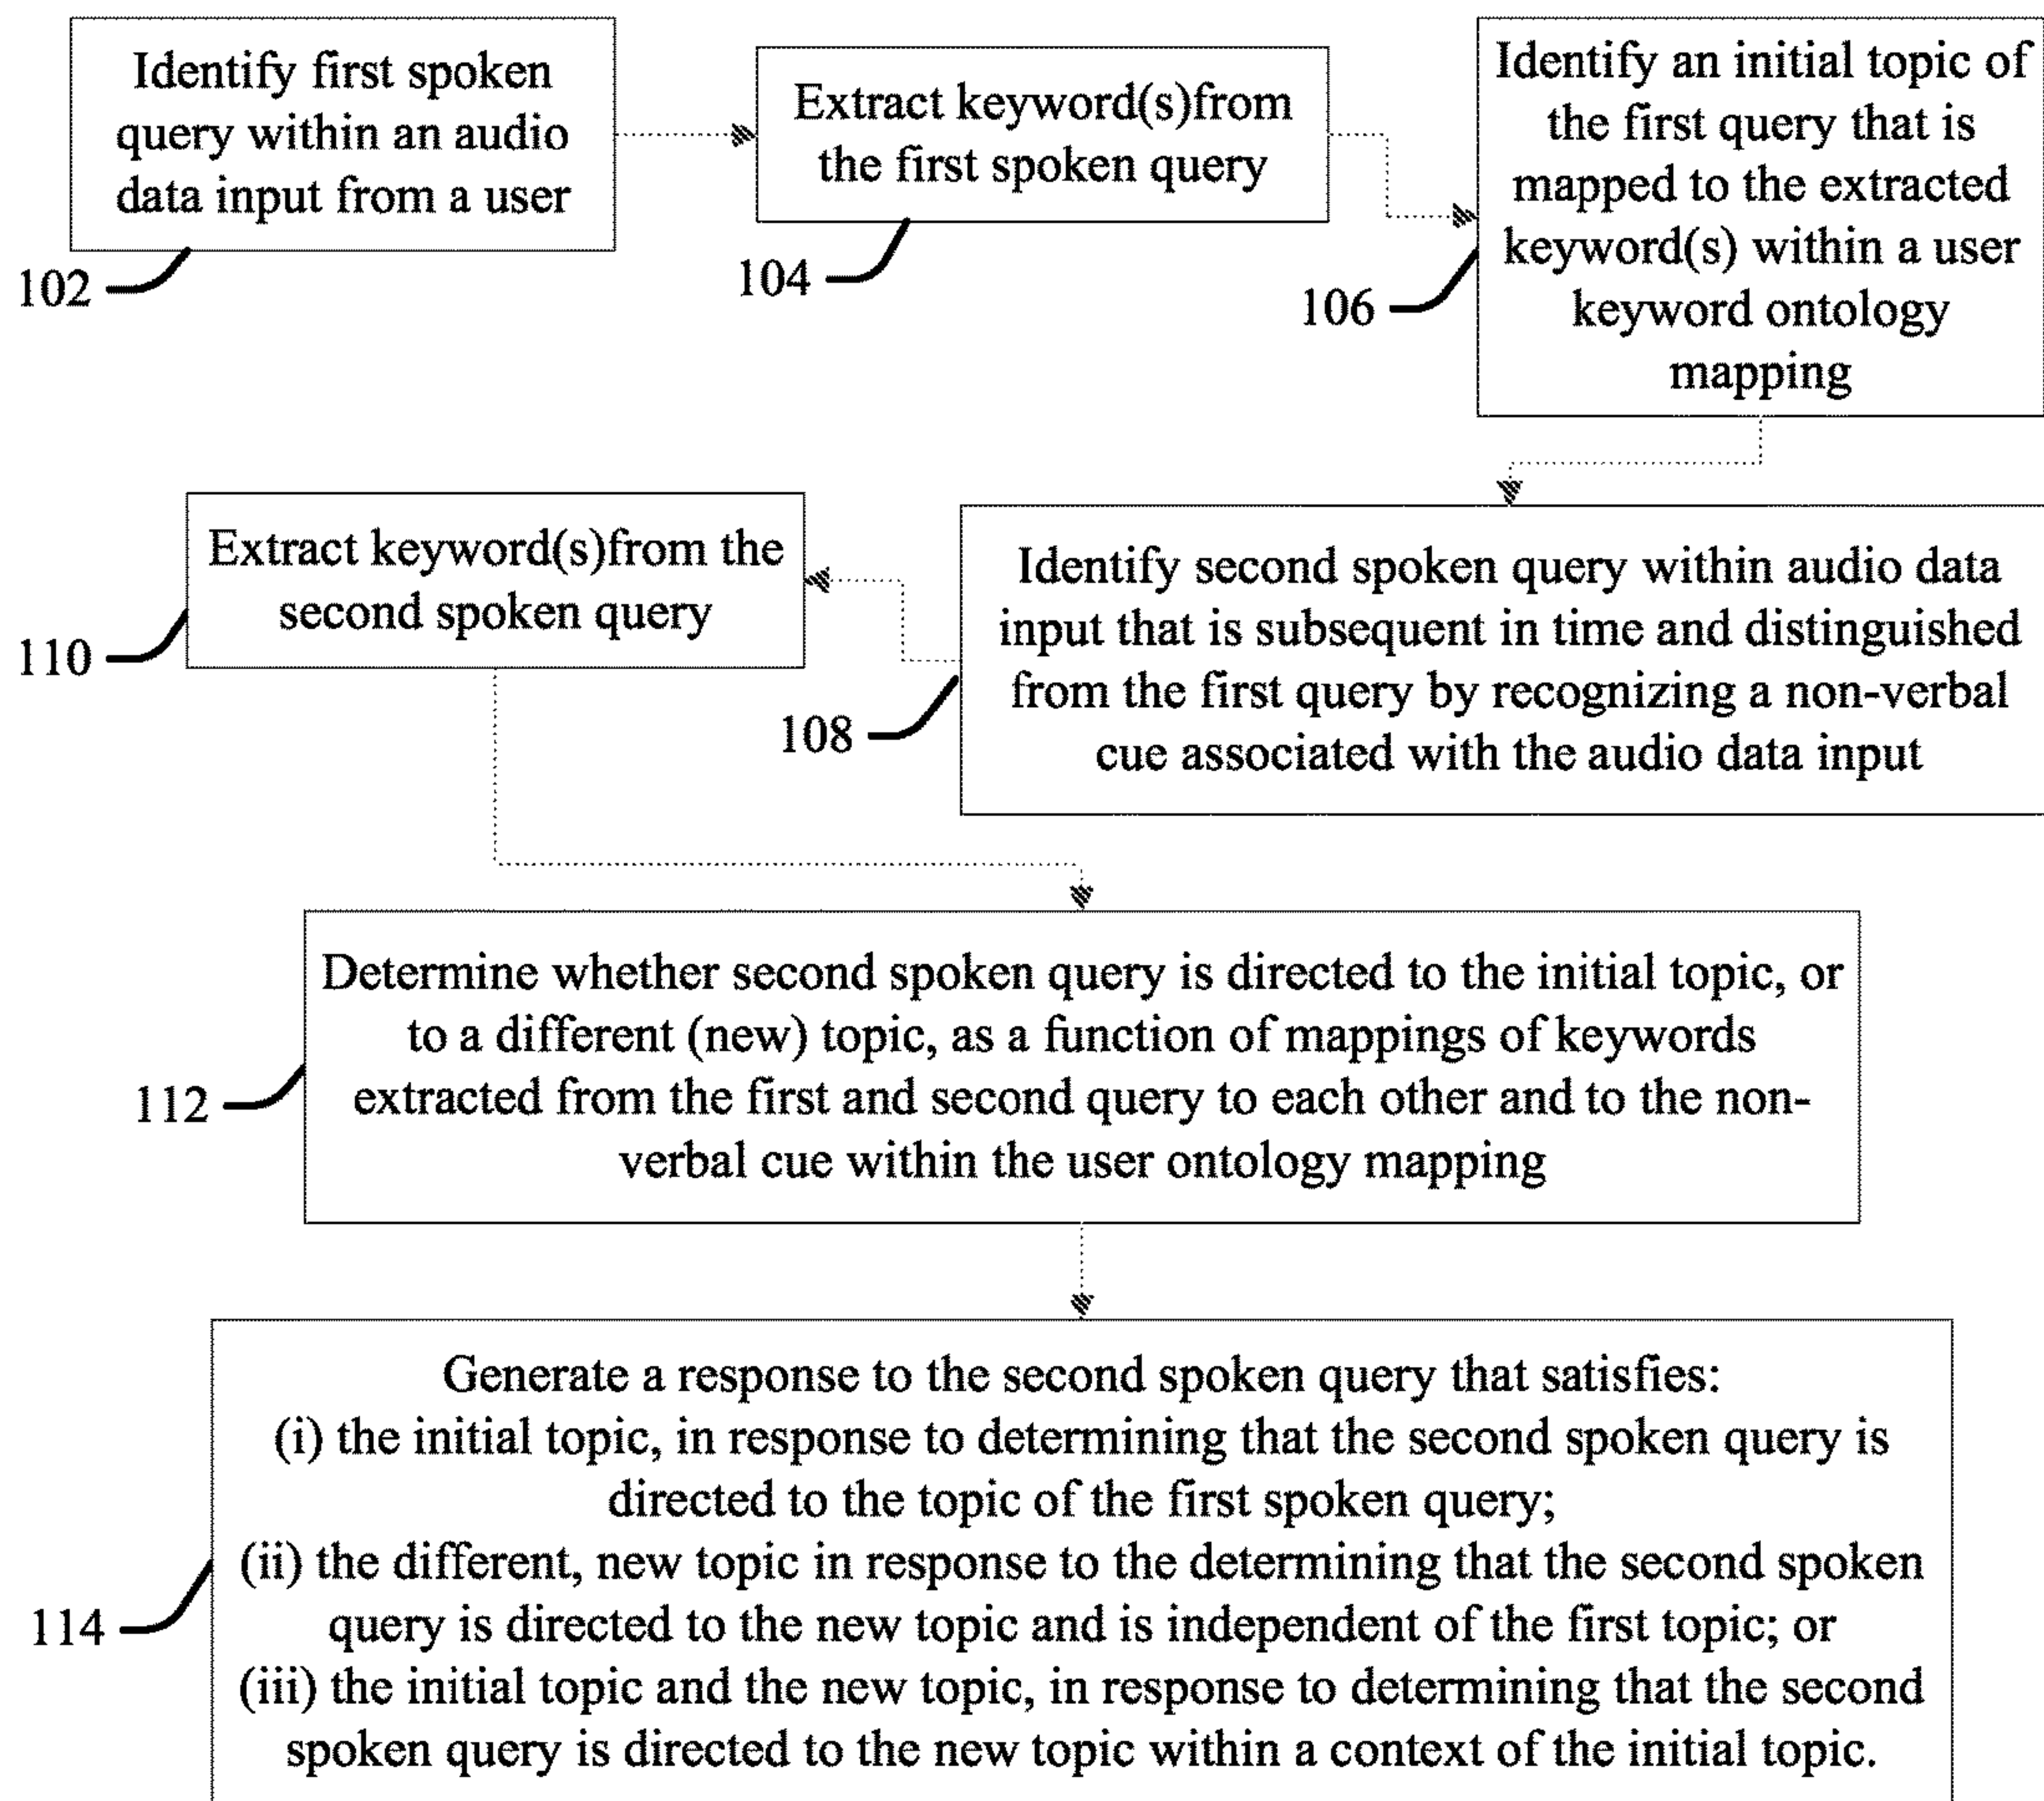 Identify first spoken
query within an audio
data input from a user
102
Extract keyword(s)from
the first spoken query
104
Identify an initial topic of
the first query that is
mapped to the extracted
keyword(s) within a user
keyword ontology
mapping
106
Identify second spoken query within audio data
input that is subsequent in time and distinguished
from the first query by recognizing a non-verbal
cue associated with the audio data input
108
Extract keyword(s)from the
second spoken query
110
Determine whether second spoken query is directed to the initial topic, or
to a different (new) topic, as a function of mappings of keywords
extracted from the first and second query to each other and to the non-
verbal cue within the user ontology mapping
112
Generate a response to the second spoken query that satisfies:
(i) the initial topic, in response to determining that the second spoken query is
directed to the topic of the first spoken query;
(ii) the different, new topic in response to the determining that the second spoken
query is directed to the new topic and is independent of the first topic; or
(iii) the initial topic and the new topic, in response to determining that the second
spoken query is directed to the new topic within a context of the initial topic.
114